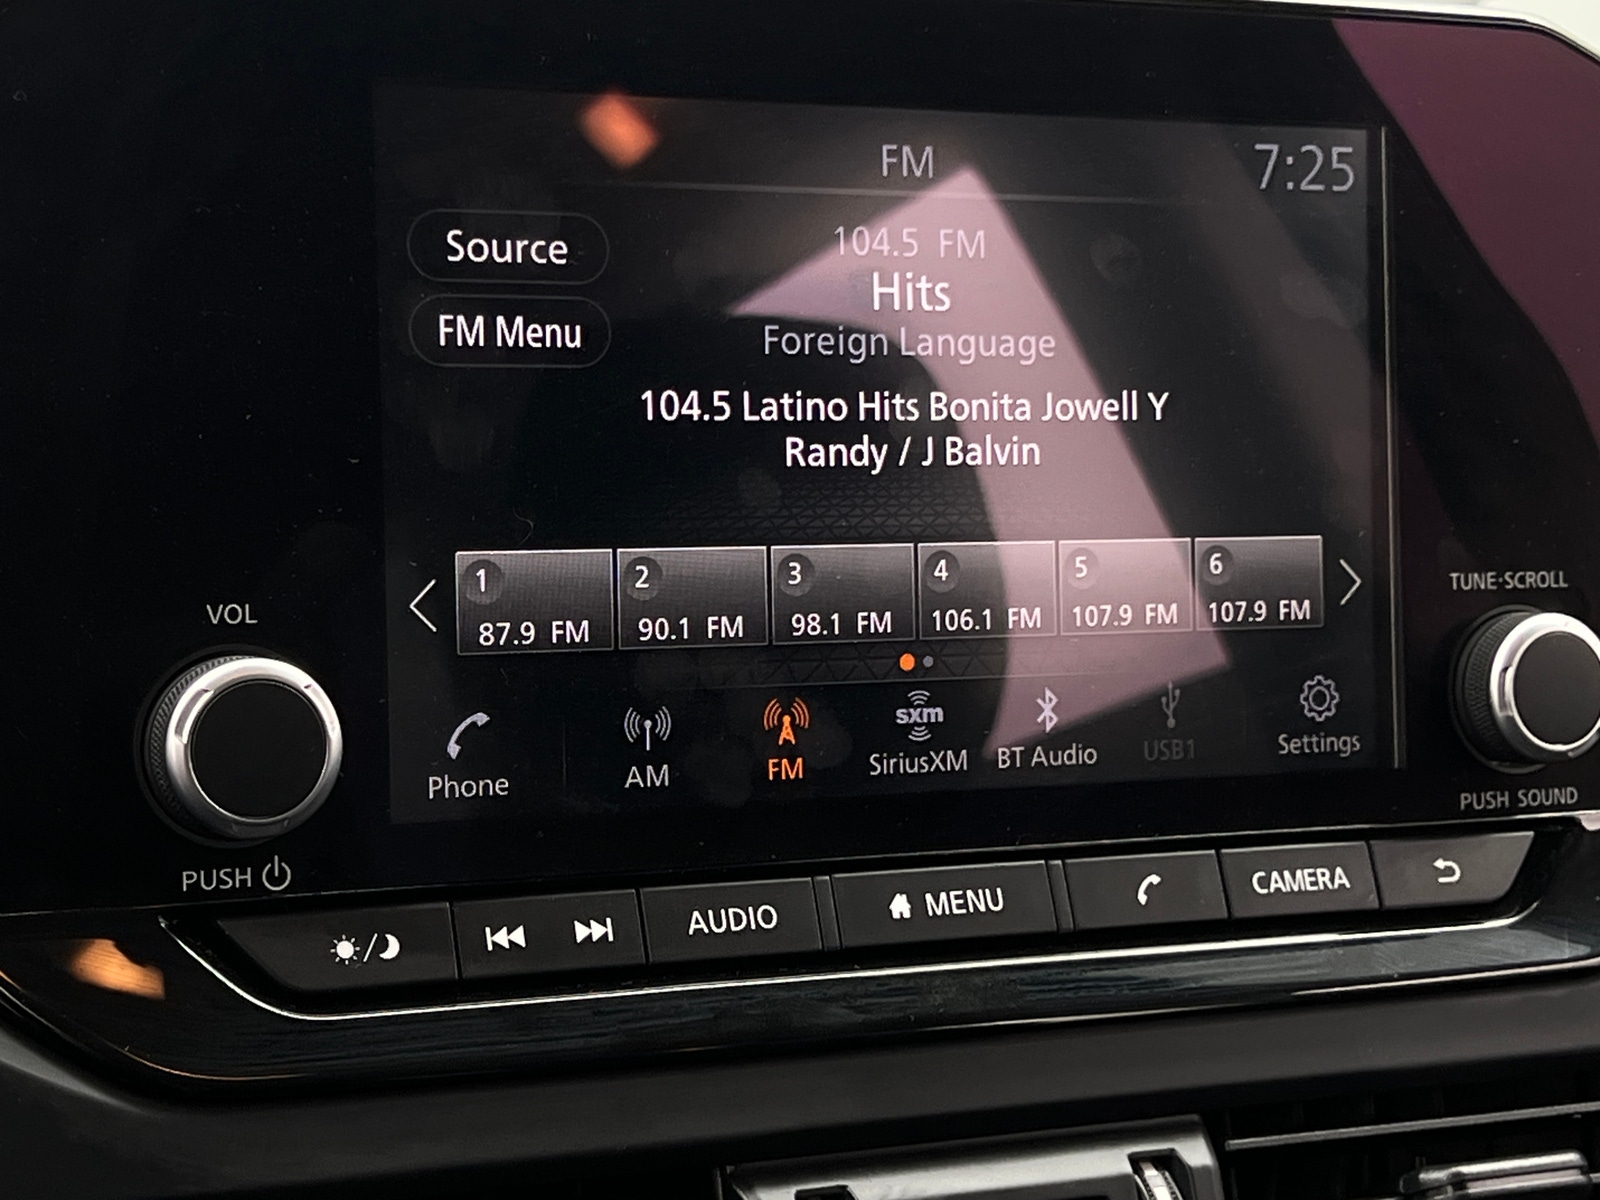 FM
7:25
Source
104.5 FM
Hits
FM Menu
Foreign Language
104.5 Latino Hits Bonita Jowell Y
Randy / J Balvin
1
2
3
4
5
6
87.9 FM
90.1 FM
98.1 FM
106.1 FM
107.9 FM
107.9 FM
VOL
TUNE·SCROLL
sxm
Phone
AM
FM
SiriusXM
BT Audio
USB1
Settings
PUSH
PUSH SOUND
AUDIO
MENU
CAMERA